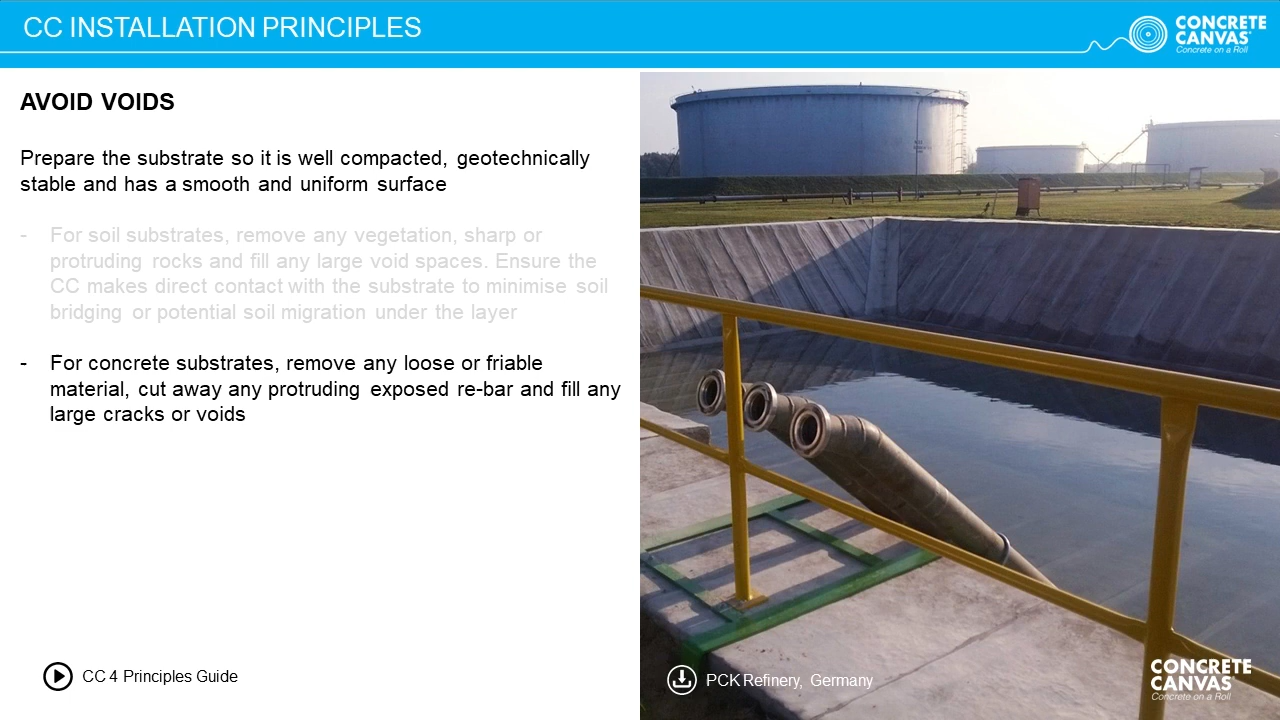 CC INSTALLATION PRINCIPLES
CONCRETE
CANVAS®
Concrete on a Roll
AVOID VOIDS
Prepare the substrate so it is well compacted, geotechnically
stable and has a smooth and uniform surface
- For soil substrates, remove any vegetation, sharp or
protruding rocks and fill any large void spaces. Ensure the
CC makes direct contact with the substrate to minimise soil
bridging or potential soil migration under the layer
- For concrete substrates, remove any loose or friable
material, cut away any protruding exposed re-bar and fill any
large cracks or voids
CC 4 Principles Guide
PCK Refinery, Germany
CONCRETE
CANVAS®
Concrete on a Roll